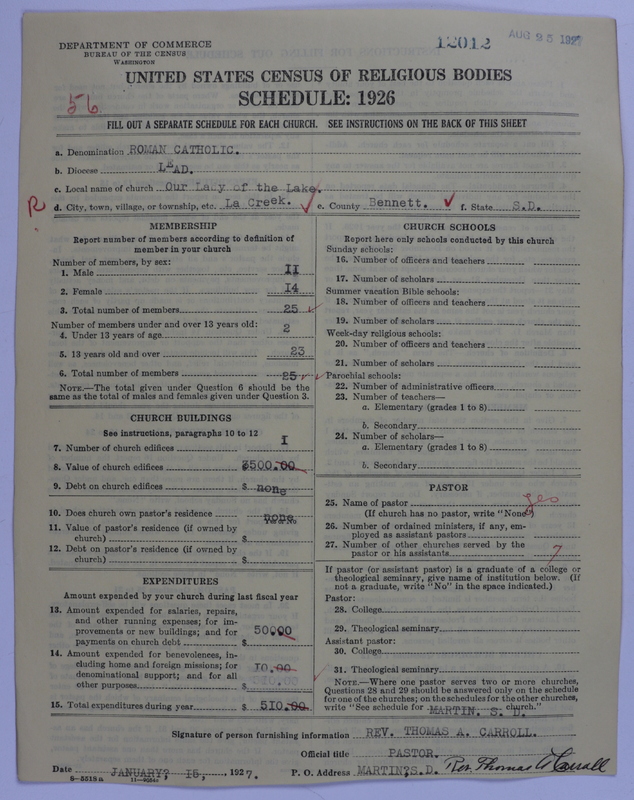 DEPARTMENT OF COMMERCE
BUREAU OF THE CENSUS
WASHINGTON
12012
AUG 25 1927
UNITED STATES CENSUS OF RELIGIOUS BODIES
SCHEDULE: 1926
56
FILL OUT A SEPARATE SCHEDULE FOR EACH CHURCH. SEE INSTRUCTIONS ON THE BACK OF THIS SHEET
a. Denomination ROMAN CATHOLIC.
b. Diocese LEAD.
c. Local name of church Our Lady of the Lake.
R d. City, town, village, or township, etc. La Creek. e. County Bennett. f. State S.D.
MEMBERSHIP
Report number of members according to definition of
member in your church
Number of members, by sex:
1. Male II
2. Female I4
3. Total number of members 25
Number of members under and over 13 years old:
4. Under 13 years of age 2
5. 13 years old and over 23
6. Total number of members 25
NOTE.—The total given under Question 6 should be
same as the total of males and females given under Question 3.
CHURCH BUILDINGS
See instructions, paragraphs 10 to 12
7. Number of church edifices I
8. Value of church edifices 3500.00
9. Debt on church edifices $ none
10. Does church own pastor's residence none
Yes or No
11. Value of pastor's residence (if owned by
church) $
12. Debt on pastor's residence (if owned by
church) $
EXPENDITURES
Amount expended by your church during last fiscal year
13. Amount expended for salaries, repairs,
and other running expenses; for im-
provements or new buildings; and for
payments on church debt $ 50000
14. Amount expended for benevolences, in-
cluding home and foreign missions; for
denominational support; and for all
other purposes $ I0.00
15. Total expenditures during year $ 5I0.00
CHURCH SCHOOLS
Report here only schools conducted by this church
Sunday schools:
16. Number of officers and teachers
17. Number of scholars
Summer vacation Bible schools:
18. Number of officers and teachers
19. Number of scholars
Week-day religious schools:
20. Number of officers and teachers
21. Number of scholars
Parochial schools:
22. Number of administrative officers
23. Number of teachers—
a. Elementary (grades 1 to 8)
b. Secondary
24. Number of scholars—
a. Elementary (grades 1 to 8)
b. Secondary
PASTOR
25. Name of pastor yes
(If church has no pastor, write "None")
26. Number of ordained ministers, if any, em-
ployed as assistant pastors
27. Number of other churches served by the
pastor or his assistants 7
If pastor (or assistant pastor) is a graduate of a college or
theological seminary, give name of institution below. (If
not a graduate, write "No" in the space indicated.)
Pastor:
28. College
29. Theological seminary
Assistant pastor:
30. College
31. Theological seminary
NOTE.—Where one pastor serves two or more churches,
Questions 28 and 29 should be answered only on the schedule
for one of the churches; on the schedules for the other churches,
write "See schedule for MARTIN. S. D. church."
Signature of person furnishing information REV. THOMAS A. CARROLL.
Official title PASTOR.
Date JANUARY, I5, , 1927. P. O. Address MARTIN, S.D. Rev. Thomas A Carroll